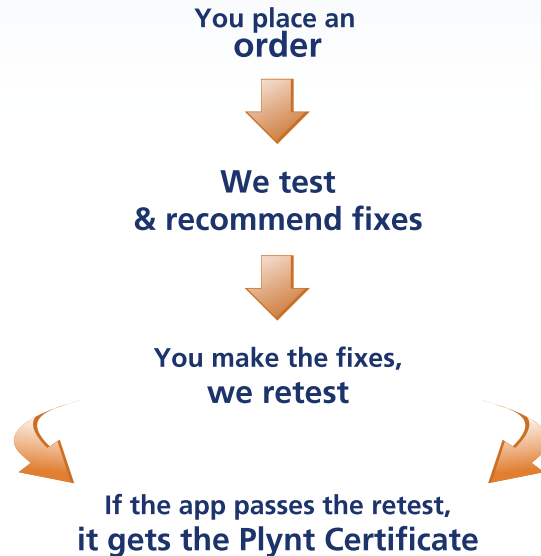 You place an
order
We test
& recommend fixes
You make the fixes,
we retest
If the app passes the retest,
it gets the Plynt Certificate